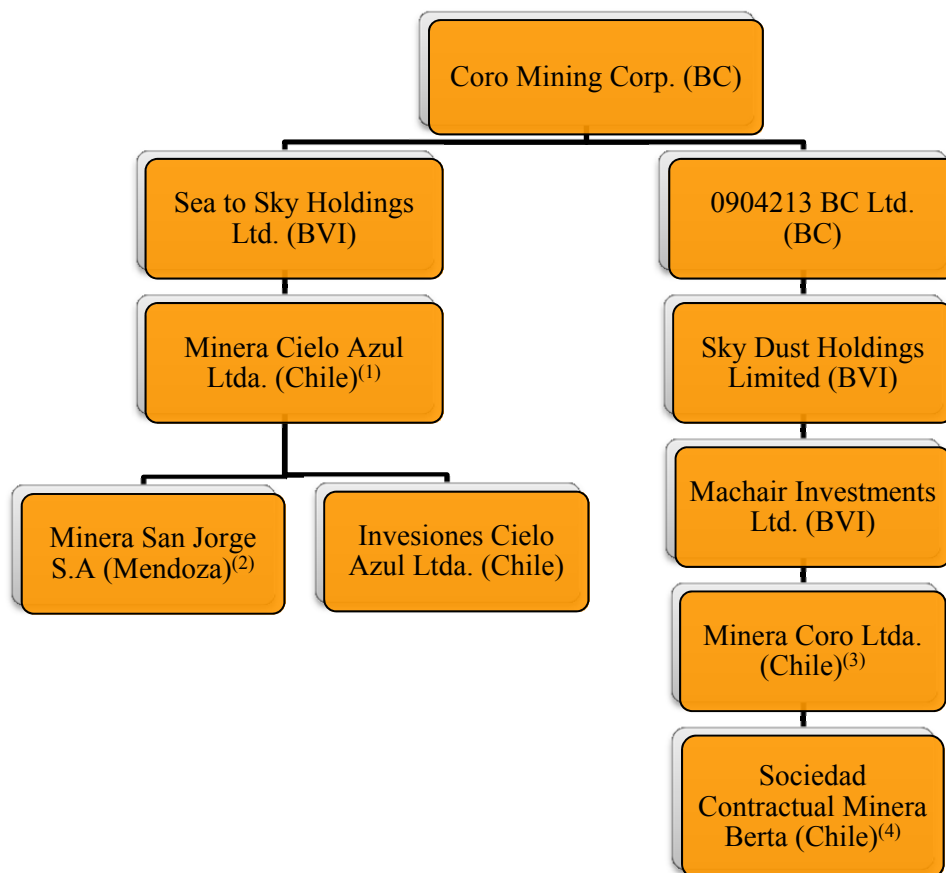 Coro Mining Corp. (BC)
Sea to Sky Holdings
Ltd. (BVI)
0904213 BC Ltd.
(BC)
Minera Cielo Azul
Ltda. (Chile)(1)
Sky Dust Holdings
Limited (BVI)
Minera San Jorge
S.A (Mendoza)(2)
Invesiones Cielo
Azul Ltda. (Chile)
Machair Investments
Ltd. (BVI)
Minera Coro Ltda.
(Chile)(3)
Sociedad
Contractual Minera
Berta (Chile)(4)